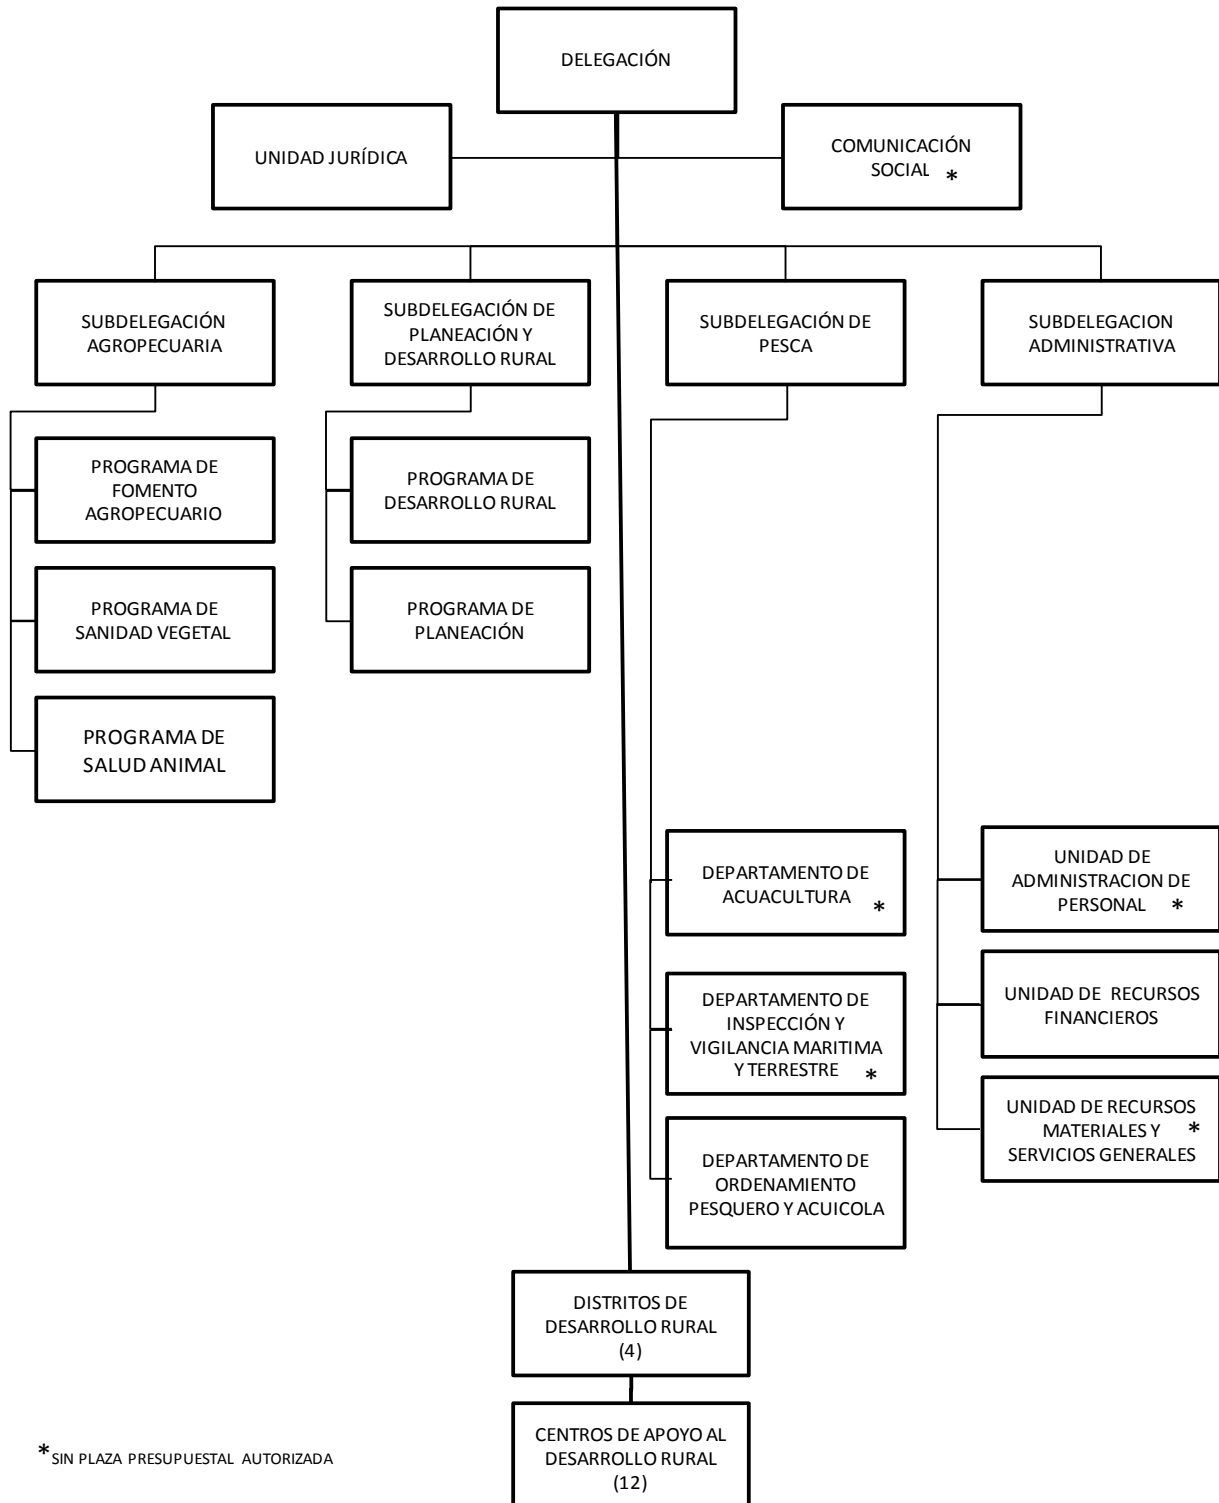 DELEGACIÓN
UNIDAD JURÍDICA
COMUNICACIÓN
SOCIAL *
SUBDELEGACIÓN
AGROPECUARIA
SUBDELEGACIÓN DE
PLANEACIÓN Y
DESARROLLO RURAL
SUBDELEGACIÓN DE
PESCA
SUBDELEGACION
ADMINISTRATIVA
PROGRAMA DE
FOMENTO
AGROPECUARIO
PROGRAMA DE
SANIDAD VEGETAL
PROGRAMA DE
SALUD ANIMAL
PROGRAMA DE
DESARROLLO RURAL
PROGRAMA DE
PLANEACIÓN
DEPARTAMENTO DE
ACUACULTURA *
DEPARTAMENTO DE
INSPECCIÓN Y
VIGILANCIA MARITIMA
Y TERRESTRE *
DEPARTAMENTO DE
ORDENAMIENTO
PESQUERO Y ACUICOLA
UNIDAD DE
ADMINISTRACION DE
PERSONAL *
UNIDAD DE RECURSOS
FINANCIEROS
UNIDAD DE RECURSOS
MATERIALES Y *
SERVICIOS GENERALES
DISTRITOS DE
DESARROLLO RURAL
(4)
CENTROS DE APOYO AL
DESARROLLO RURAL
(12)
* SIN PLAZA PRESUPUESTAL AUTORIZADA